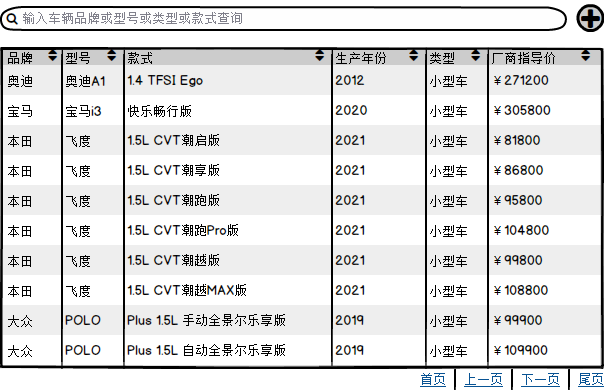 输入车辆品牌或型号或类型或款式查询
品牌 型号 款式 生产年份 类型 厂商指导价
奥迪 奥迪A1 1.4 TFSI Ego 2012 小型车 ￥271200
宝马 宝马i3 快乐畅行版 2020 小型车 ￥305800
本田 飞度 1.5L CVT潮启版 2021 小型车 ￥81800
本田 飞度 1.5L CVT潮享版 2021 小型车 ￥86800
本田 飞度 1.5L CVT潮跑版 2021 小型车 ￥95800
本田 飞度 1.5L CVT潮跑Pro版 2021 小型车 ￥104800
本田 飞度 1.5L CVT潮越版 2021 小型车 ￥99800
本田 飞度 1.5L CVT潮越MAX版 2021 小型车 ￥108800
大众 POLO Plus 1.5L 手动全景尔乐享版 2019 小型车 ￥99900
大众 POLO Plus 1.5L 自动全景尔乐享版 2019 小型车 ￥109900
首页 上一页 下一页 尾页